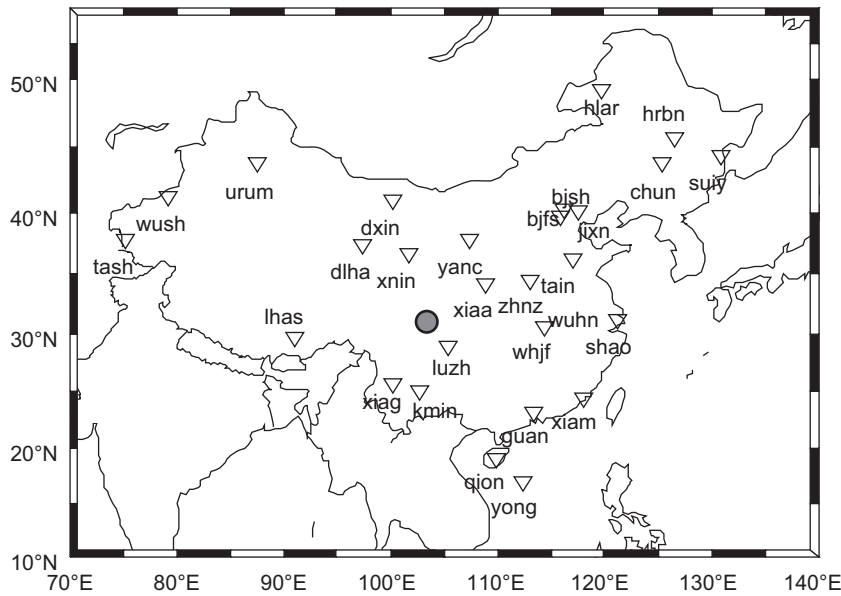 50°N
40°N
30°N
20°N
10°N
hlar
hrbn
chun
suiy
urum
wush
tash
dxin
bjsh
bjfs
jixn
dlha
xnin
yanc
tain
xiaa
zhnz
lhas
wuhn
whjf
shao
luzh
xiag
kmin
guan
xiam
qion
yong
70°E 80°E 90°E 100°E 110°E 120°E 130°E 140°E